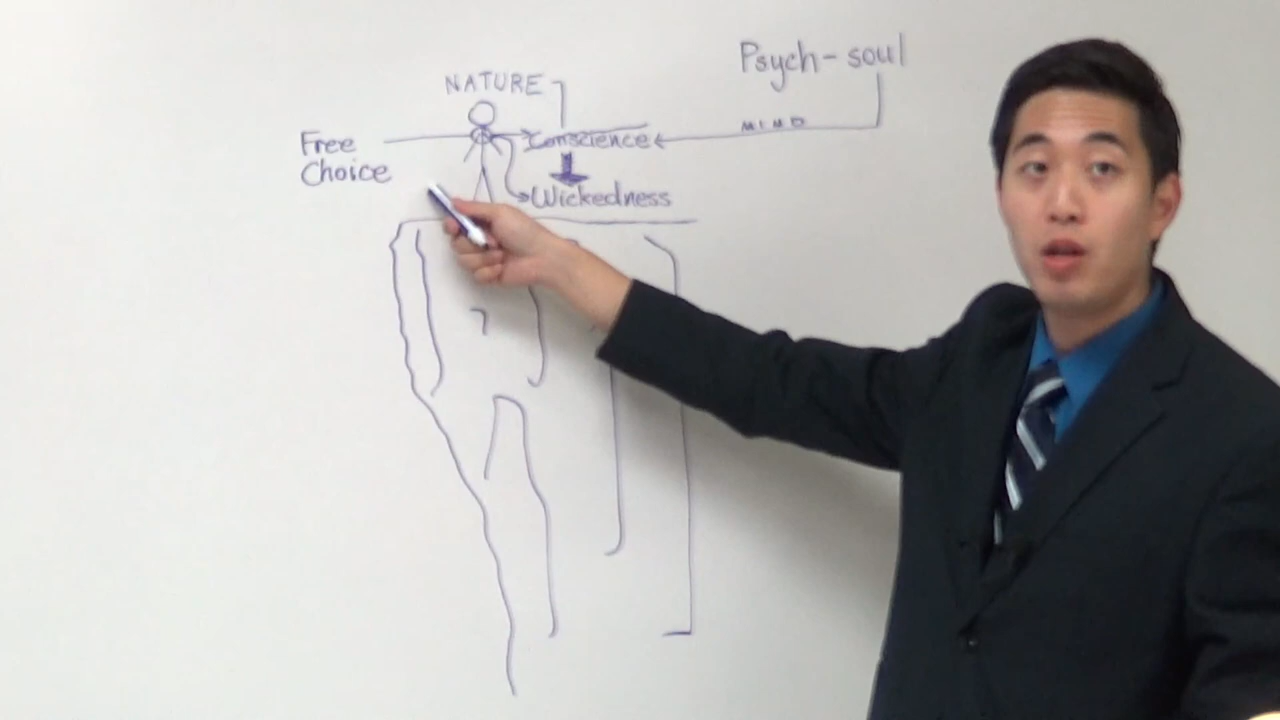 Psych-soul
NATURE
MIND
Free
Choice
Conscience
Wickedness
?